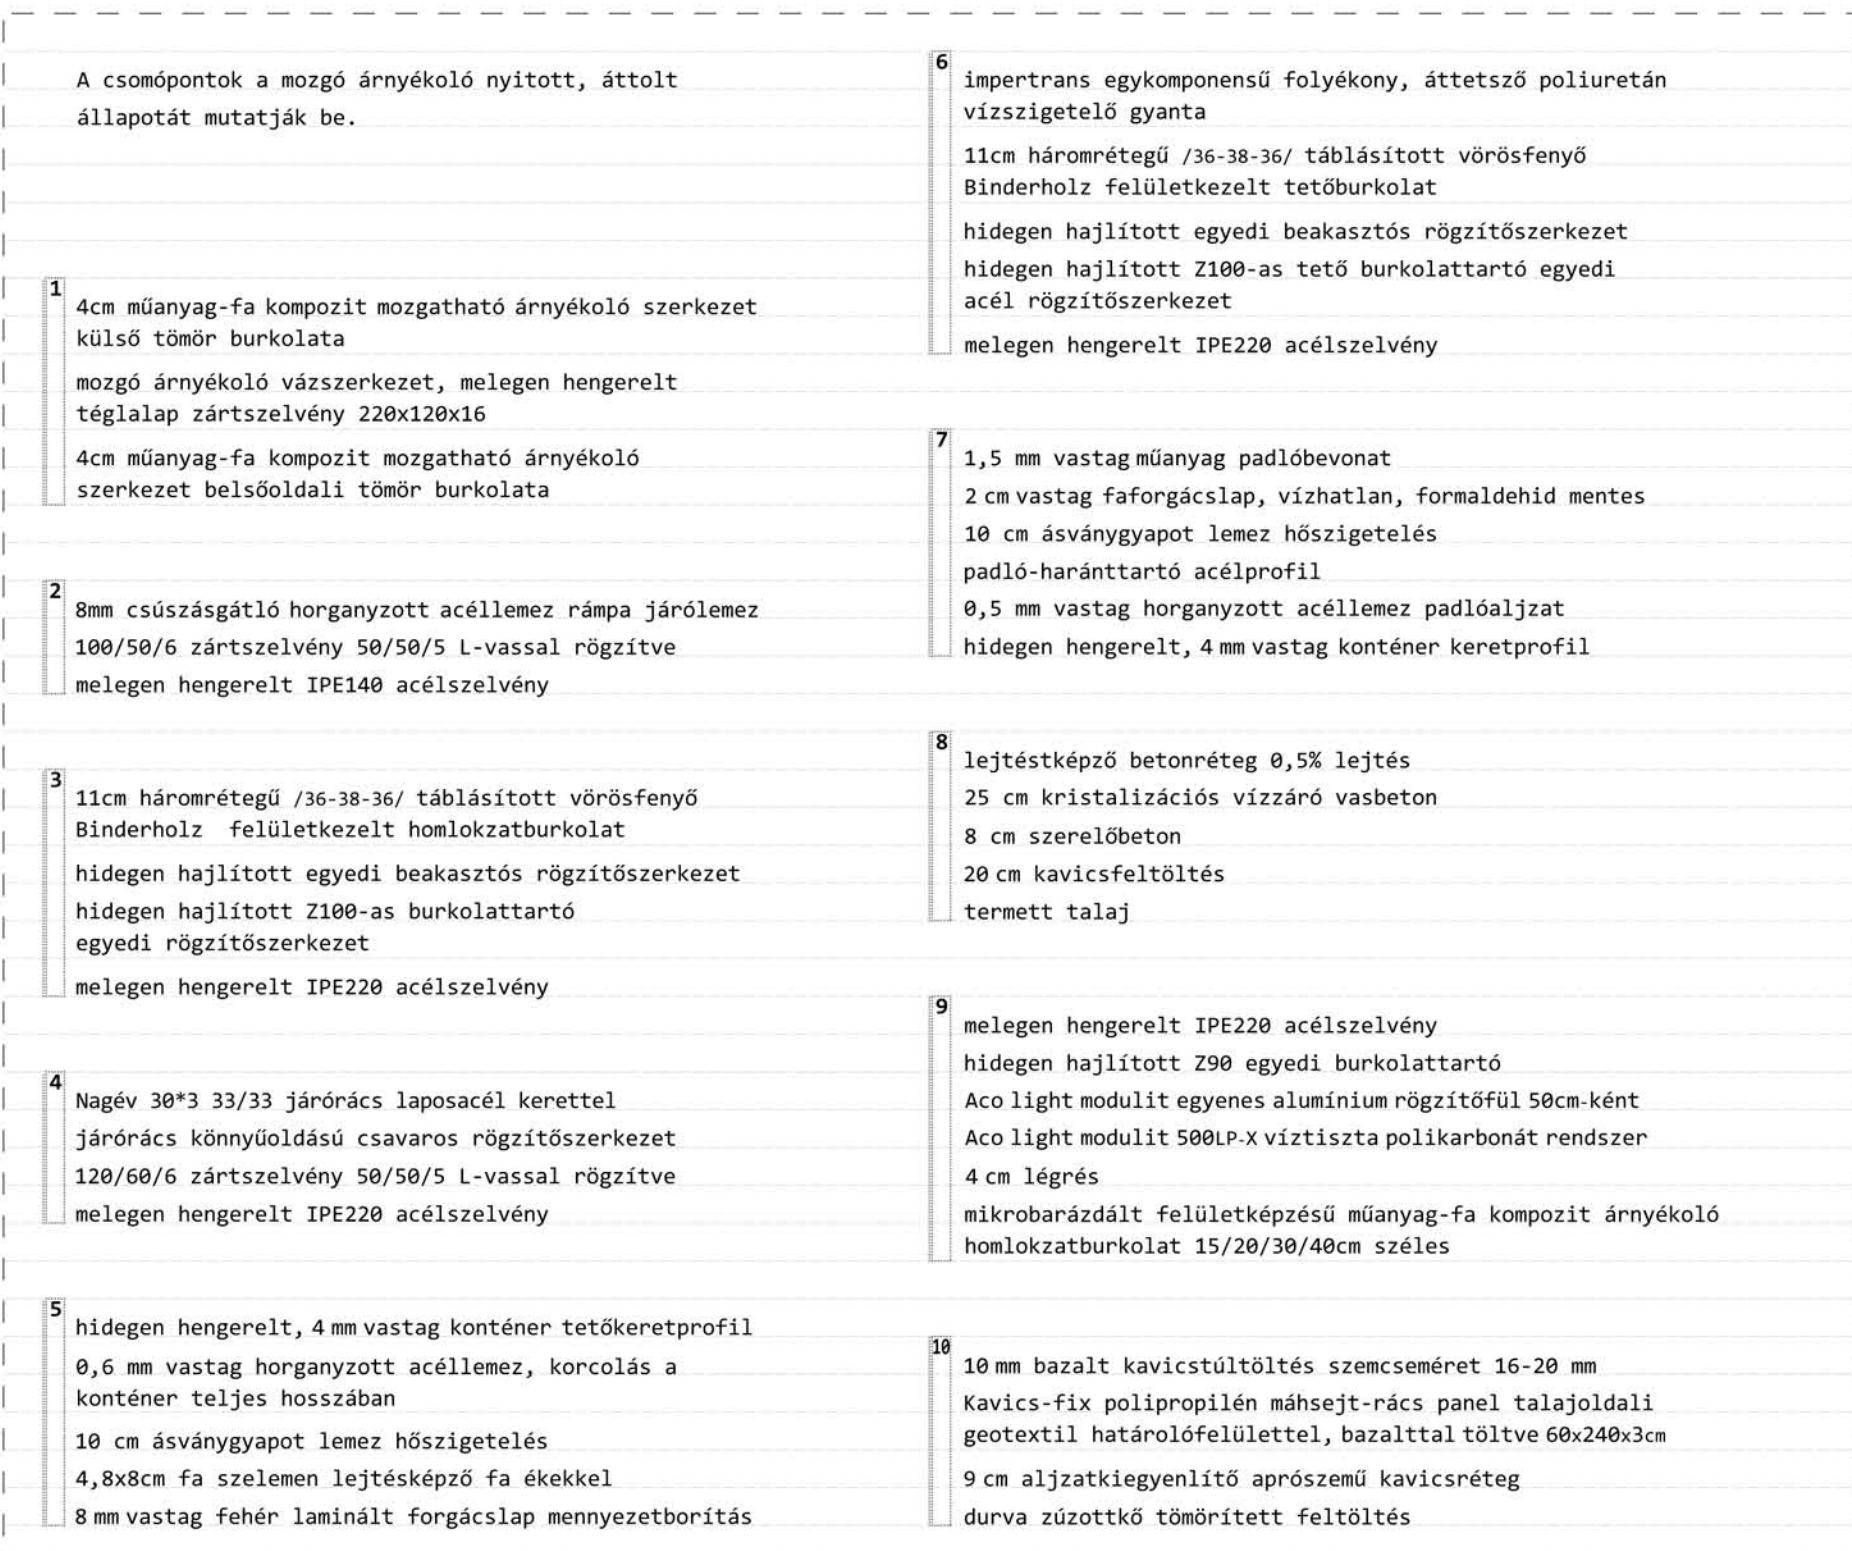 A csomópontok a mozgó árnyékoló nyitott, áttolt
állapotát mutatják be.
1
4cm műanyag-fa kompozit mozgatható árnyékoló szerkezet
külső tömör burkolata
mozgó árnyékoló vázszerkezet, melegen hengerelt
téglalap zártszelvény 220x120x16
4cm műanyag-fa kompozit mozgatható árnyékoló
szerkezet belsőoldali tömör burkolata
2
8mm csúszásgátló horganyzott acéllemez rámpa járólemez
100/50/6 zártszelvény 50/50/5 L-vassal rögzítve
melegen hengerelt IPE140 acélszelvény
3
11cm háromrétegű /36-38-36/ táblásított vörösfenyő
Binderholz felületkezelt homlokzatburkolat
hidegen hajlított egyedi beakasztós rögzítőszerkezet
hidegen hajlított Z100-as burkolattartó
egyedi rögzítőszerkezet
melegen hengerelt IPE220 acélszelvény
4
Nagév 30*3 33/33 járórács laposacél kerettel
járórács könnyűoldású csavaros rögzítőszerkezet
120/60/6 zártszelvény 50/50/5 L-vassal rögzítve
melegen hengerelt IPE220 acélszelvény
5
hidegen hengerelt, 4 mm vastag konténer tetőkeretprofil
0,6 mm vastag horganyzott acéllemez, korcolás a
konténer teljes hosszában
10 cm ásványgyapot lemez hőszigetelés
4,8x8cm fa szelemen lejtésképző fa ékekkel
8 mm vastag fehér laminált forgácslap mennyezetborítás
6
impertrans egykomponensű folyékony, áttetsző poliuretán
vízszigetelő gyanta
11cm háromrétegű /36-38-36/ táblásított vörösfenyő
Binderholz felületkezelt tetőburkolat
hidegen hajlított egyedi beakasztós rögzítőszerkezet
hidegen hajlított Z100-as tető burkolattartó egyedi
acél rögzítőszerkezet
melegen hengerelt IPE220 acélszelvény
7
1,5 mm vastag műanyag padlóbevonat
2 cm vastag faforgácslap, vízhatlan, formaldehid mentes
10 cm ásványgyapot lemez hőszigetelés
padló-haránttartó acélprofil
0,5 mm vastag horganyzott acéllemez padlóaljzat
hidegen hengerelt, 4 mm vastag konténer keretprofil
8
lejtéstképző betonréteg 0,5% lejtés
25 cm kristalizációs vízzáró vasbeton
8 cm szerelőbeton
20 cm kavicsfeltöltés
termett talaj
9
melegen hengerelt IPE220 acélszelvény
hidegen hajlított Z90 egyedi burkolattartó
Aco light modulit egyenes alumínium rögzítőfül 50cm-ként
Aco light modulit 500LP-X víztiszta polikarbonát rendszer
4 cm légrés
mikrobarázdált felületképzésű műanyag-fa kompozit árnyékoló
homlokzatburkolat 15/20/30/40cm széles
10
10 mm bazalt kavicstúltöltés szemcseméret 16-20 mm
Kavics-fix polipropilén máhsejt-rács panel talajoldali
geotextil határolófelülettel, bazalttal töltve 60x240x3cm
9 cm aljzatkiegyenlítő aprószemű kavicsréteg
durva zúzottkő tömörített feltöltés